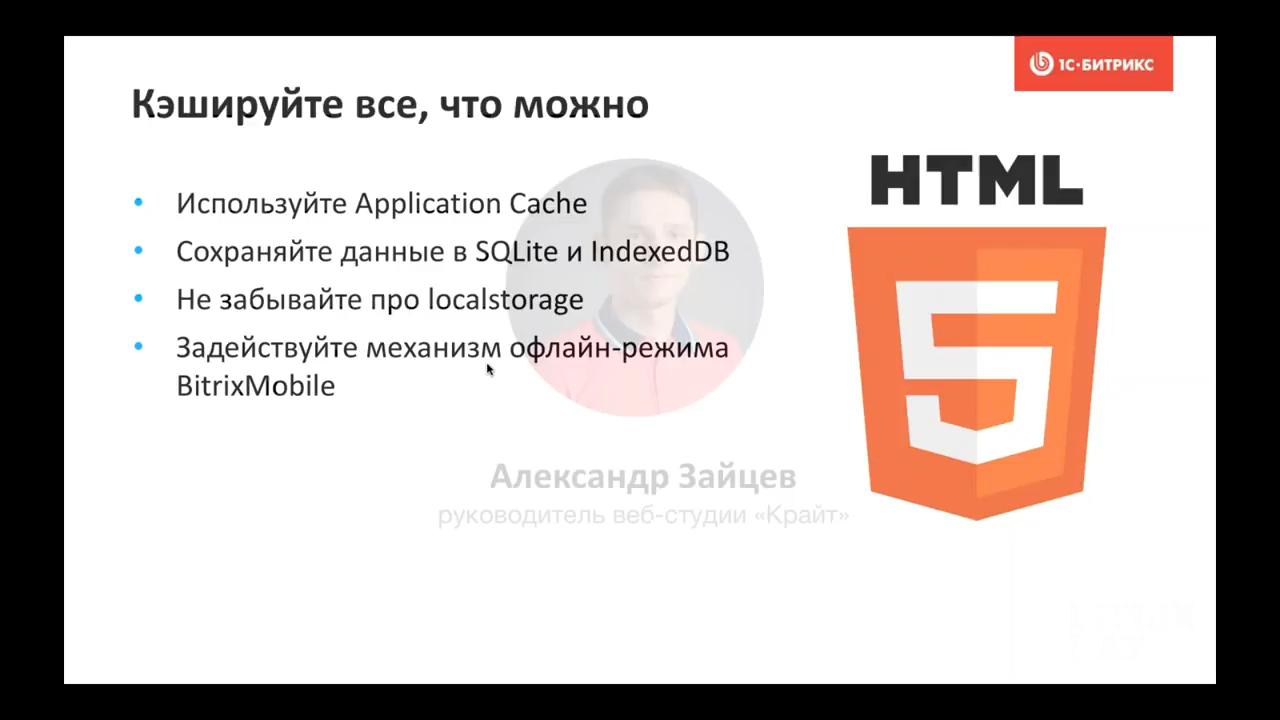 1С·БИТРИКС
Кэшируйте все, что можно
HTML
Используйте Application Cache
Сохраняйте данные в SQLite и IndexedDB
Не забывайте про localstorage
Задействуйте механизм офлайн-режима
BitrixMobile
Александр Зайцев
руководитель веб-студии «Крайт»